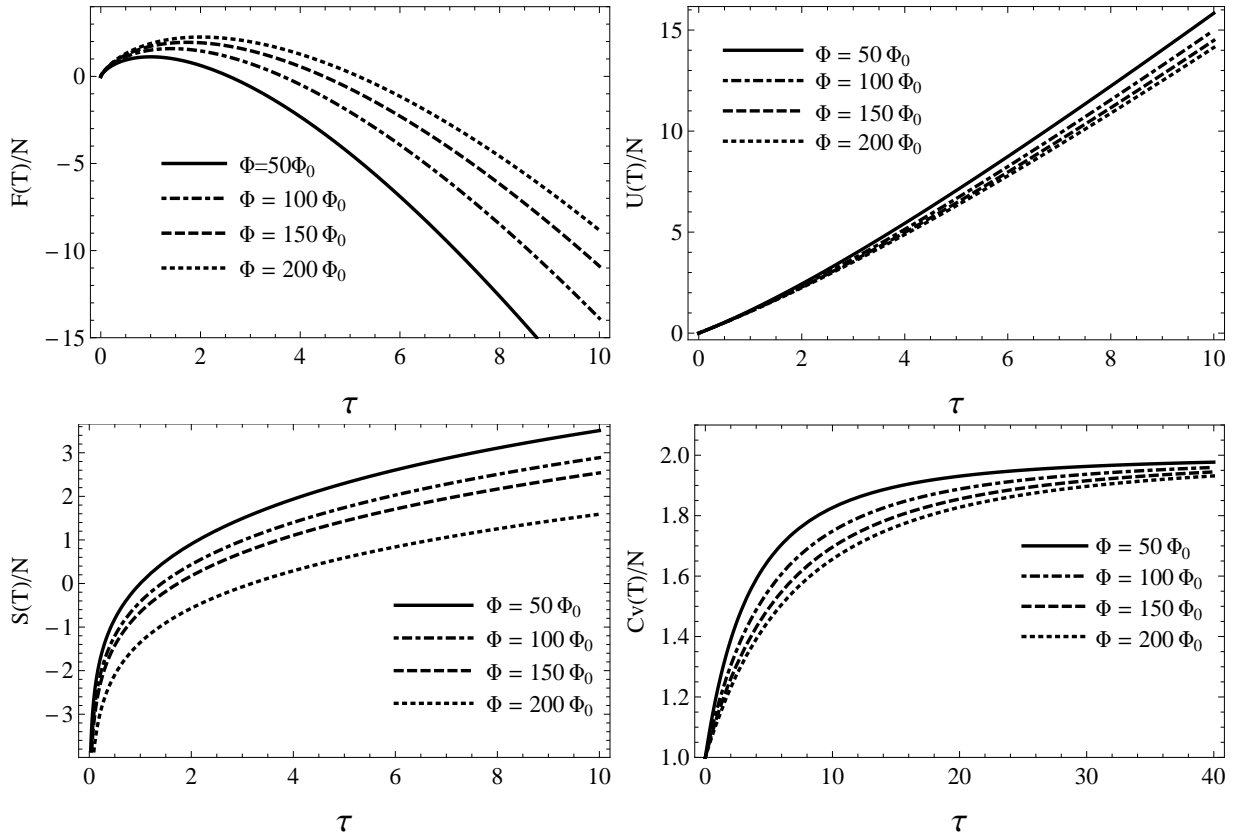 F(T)/N
0
−5
−10
−15
Φ=50Φ₀
Φ = 100 Φ₀
Φ = 150 Φ₀
Φ = 200 Φ₀
0 2 4 6 8 10
τ
U(T)/N
15
10
5
0
Φ = 50 Φ₀
Φ = 100 Φ₀
Φ = 150 Φ₀
Φ = 200 Φ₀
0 2 4 6 8 10
τ
S(T)/N
3
2
1
0
−1
−2
−3
Φ = 50 Φ₀
Φ = 100 Φ₀
Φ = 150 Φ₀
Φ = 200 Φ₀
0 2 4 6 8 10
τ
Cv(T)/N
2.0
1.8
1.6
1.4
1.2
1.0
Φ = 50 Φ₀
Φ = 100 Φ₀
Φ = 150 Φ₀
Φ = 200 Φ₀
0 10 20 30 40
τ